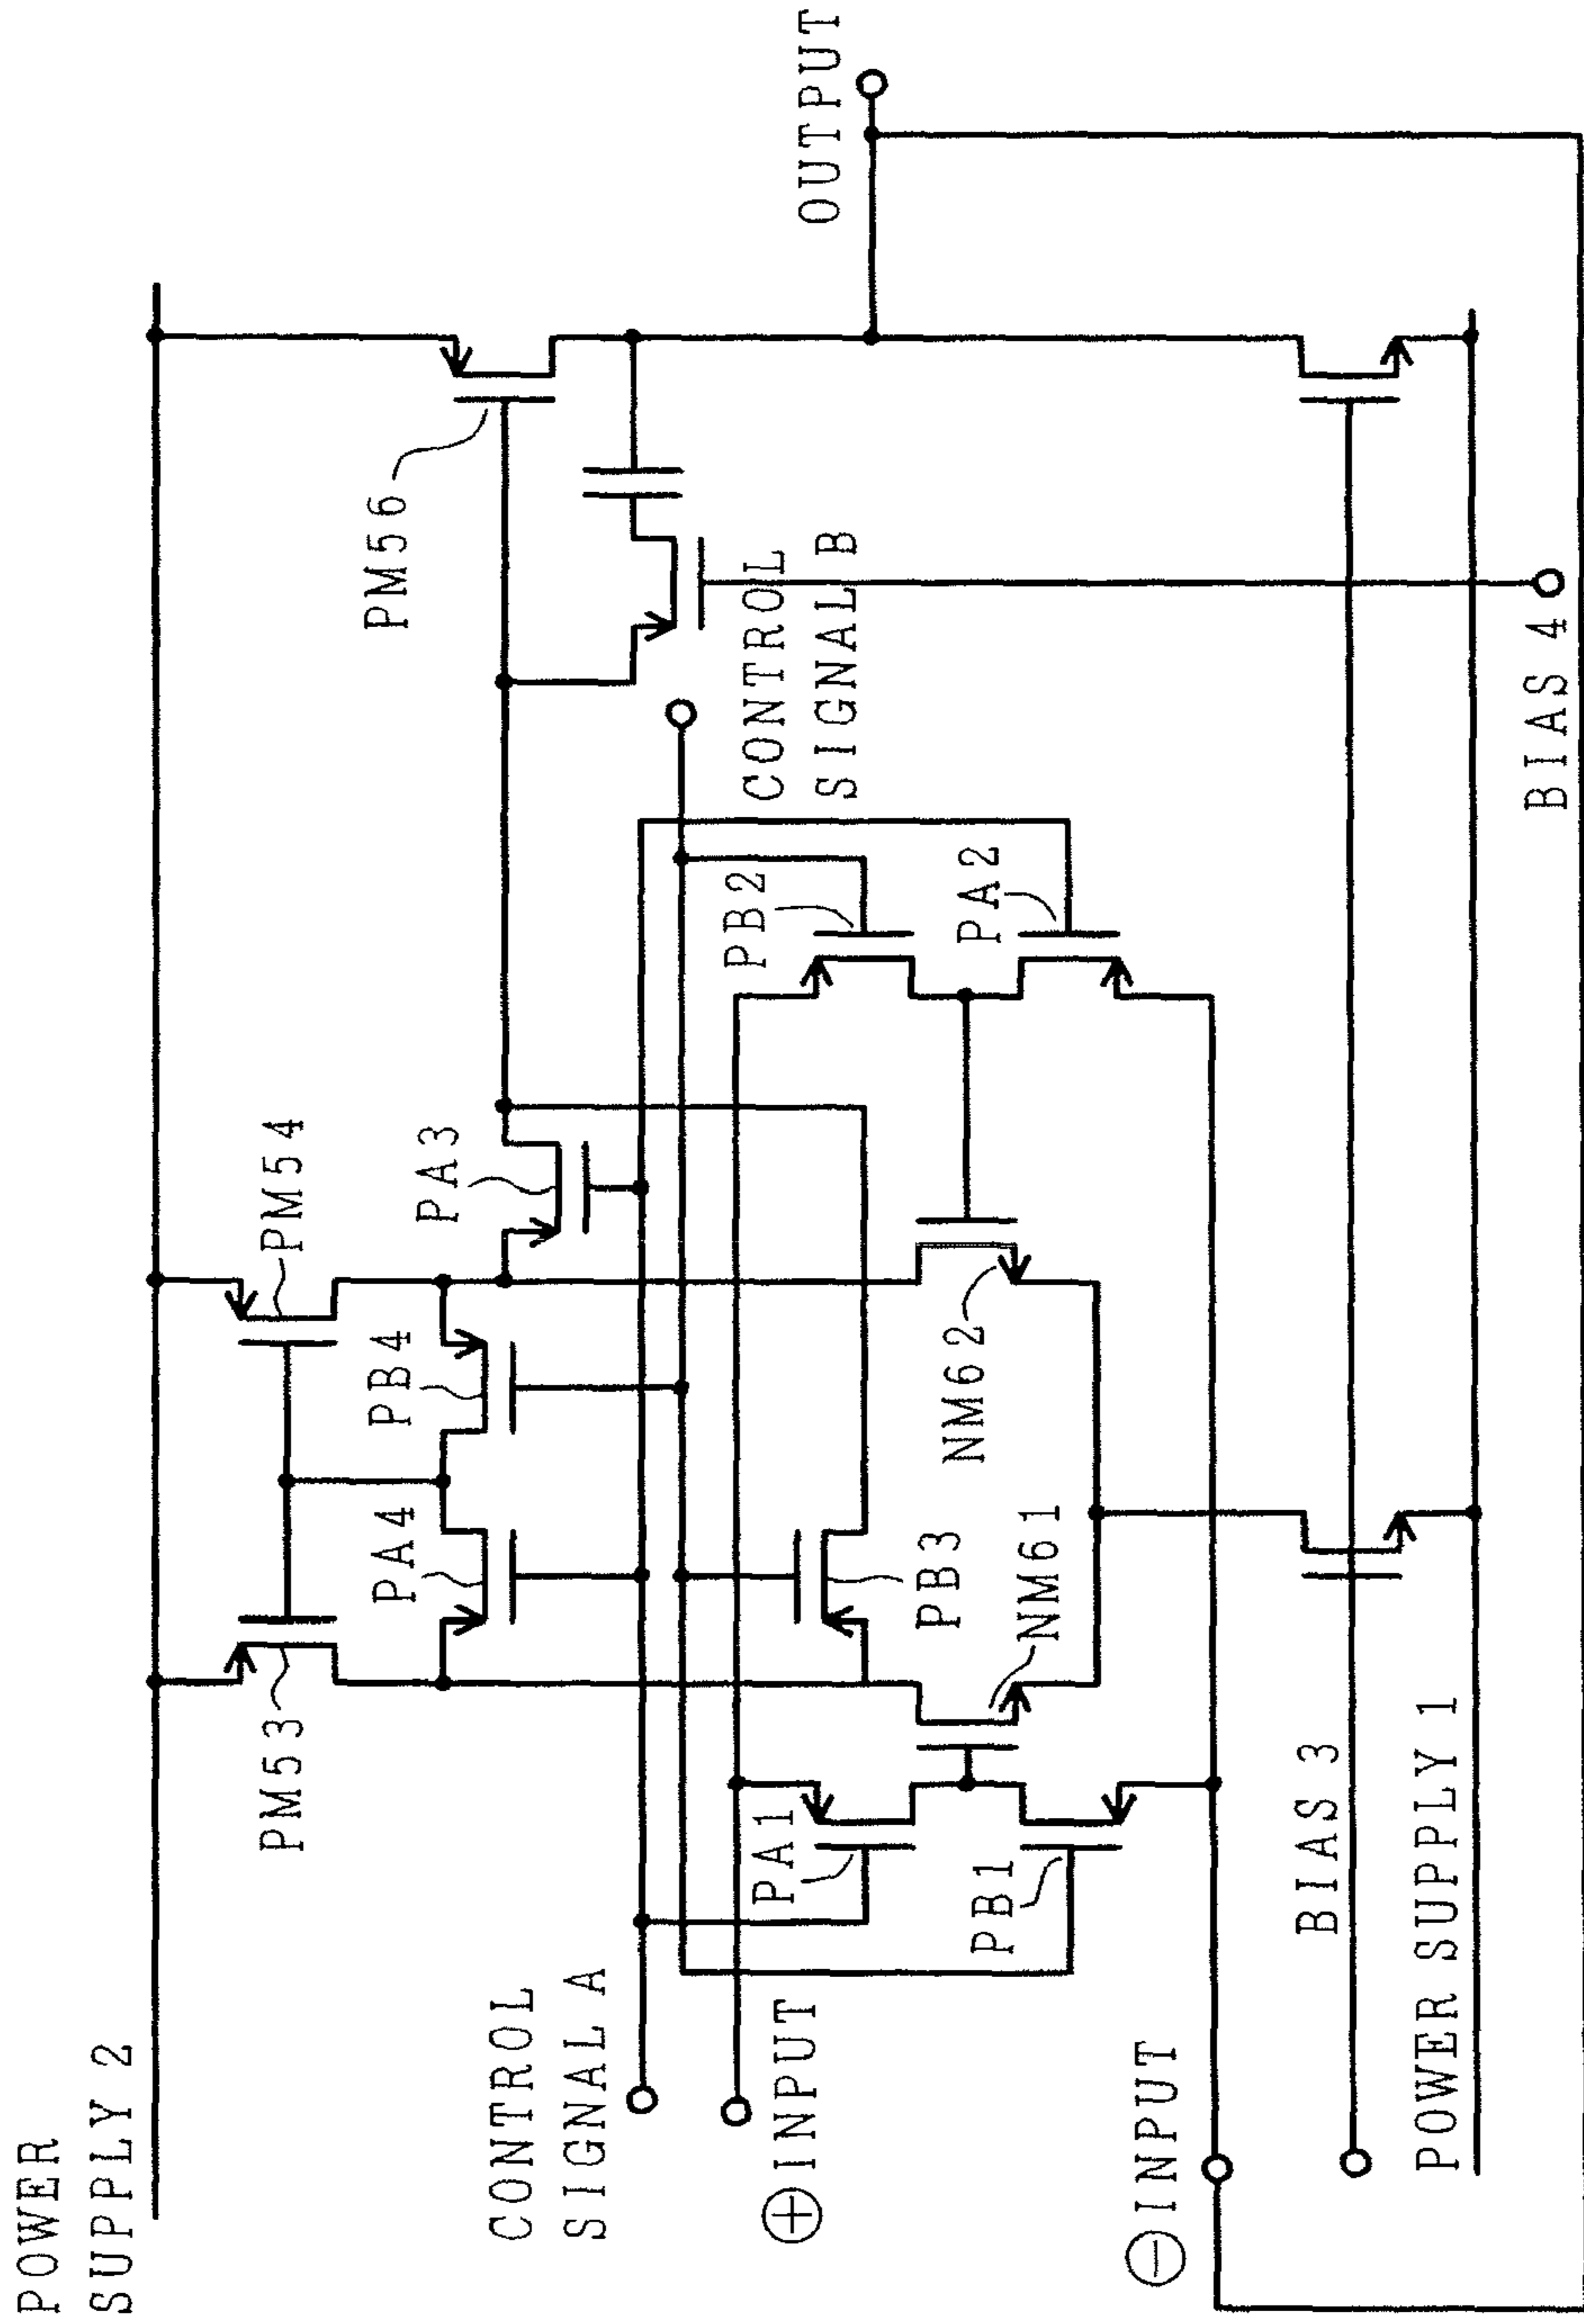 POWER
SUPPLY 2
PM53
PM54
PM56
PA4
PB4
PA3
CONTROL
SIGNAL A
CONTROL
SIGNAL B
OUTPUT
⊕INPUT
PA1
PB1
PB3
NM61
NM62
PB2
PA2
⊖INPUT
BIAS 3
POWER SUPPLY 1
BIAS 4